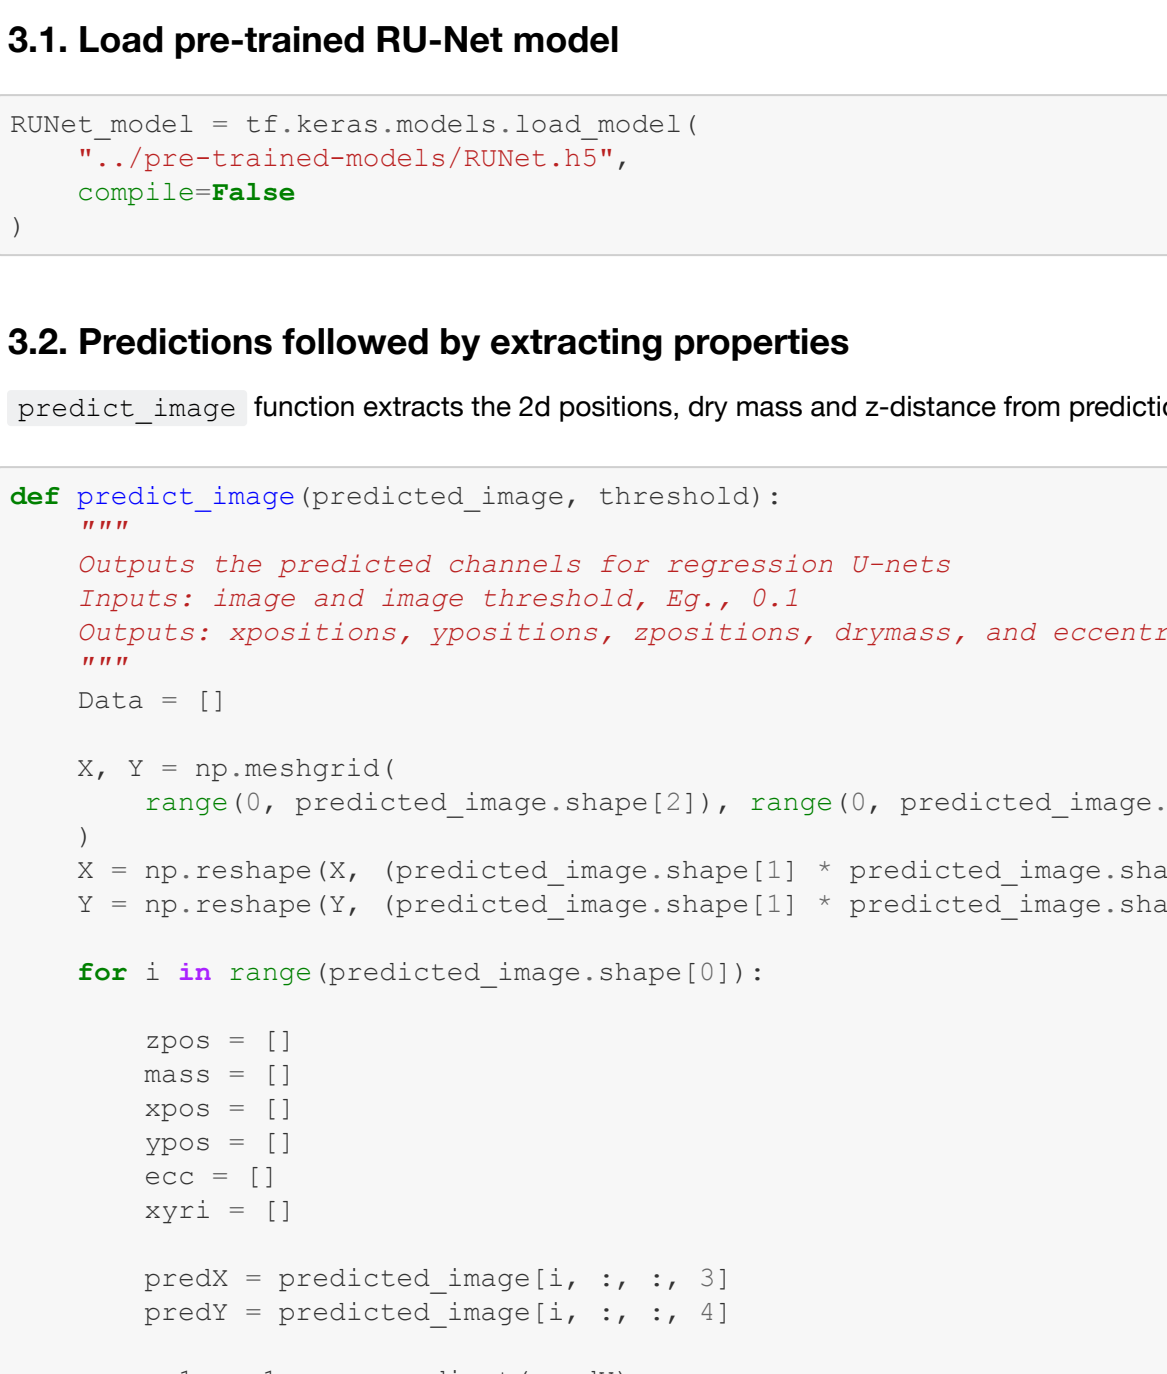 3.1. Load pre-trained RU-Net model
RUNet_model = tf.keras.models.load_model(
    "../pre-trained-models/RUNet.h5",
    compile=False
)
3.2. Predictions followed by extracting properties
predict_image function extracts the 2d positions, dry mass and z-distance from
def predict_image(predicted_image, threshold):
    """
    Outputs the predicted channels for regression U-nets
    Inputs: image and image threshold, Eg., 0.1
    Outputs: xpositions, ypositions, zpositions, drymass, and
    """
    Data = []
    X, Y = np.meshgrid(
        range(0, predicted_image.shape[2]), range(0, predicted_image.
    )
    X = np.reshape(X, (predicted_image.shape[1] * predicted_image.
    Y = np.reshape(Y, (predicted_image.shape[1] * predicted_image.
    for i in range(predicted_image.shape[0]):
        zpos = []
        mass = []
        xpos = []
        ypos = []
        ecc = []
        xyri = []
        predX = predicted_image[i, :, :, 3]
        predY = predicted_image[i, :, :, 4]